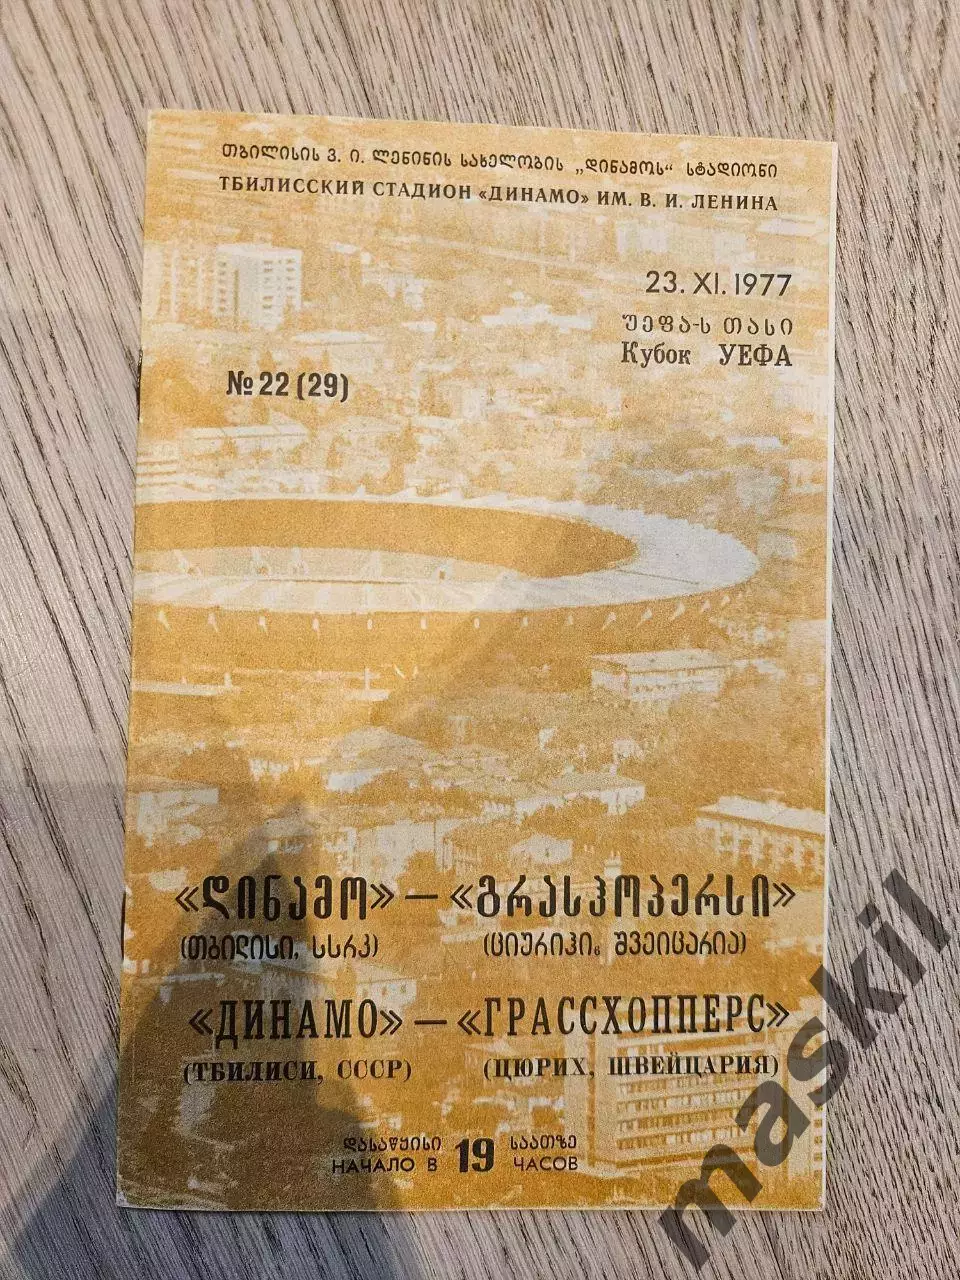 თბილისის ვ. ი. ლენინის სახელობის „დინამოს“ სტადიონი
ТБИЛИССКИЙ СТАДИОН «ДИНАМО» ИМ. В. И. ЛЕНИНА
23. XI. 1977
უეფა-ს თასი
Кубок УЕФА
№ 22 (29)
«დინამო» — «გრასჰოპერსი»
(თბილისი, სსრკ) (ციურიჰი, შვეიცარია)
«ДИНАМО» — «ГРАССХОППЕРС»
(ТБИЛИСИ, СССР) (ЦЮРИХ, ШВЕЙЦАРИЯ)
დასაწყისი 19 საათზე
НАЧАЛО В 19 ЧАСОВ
maskil